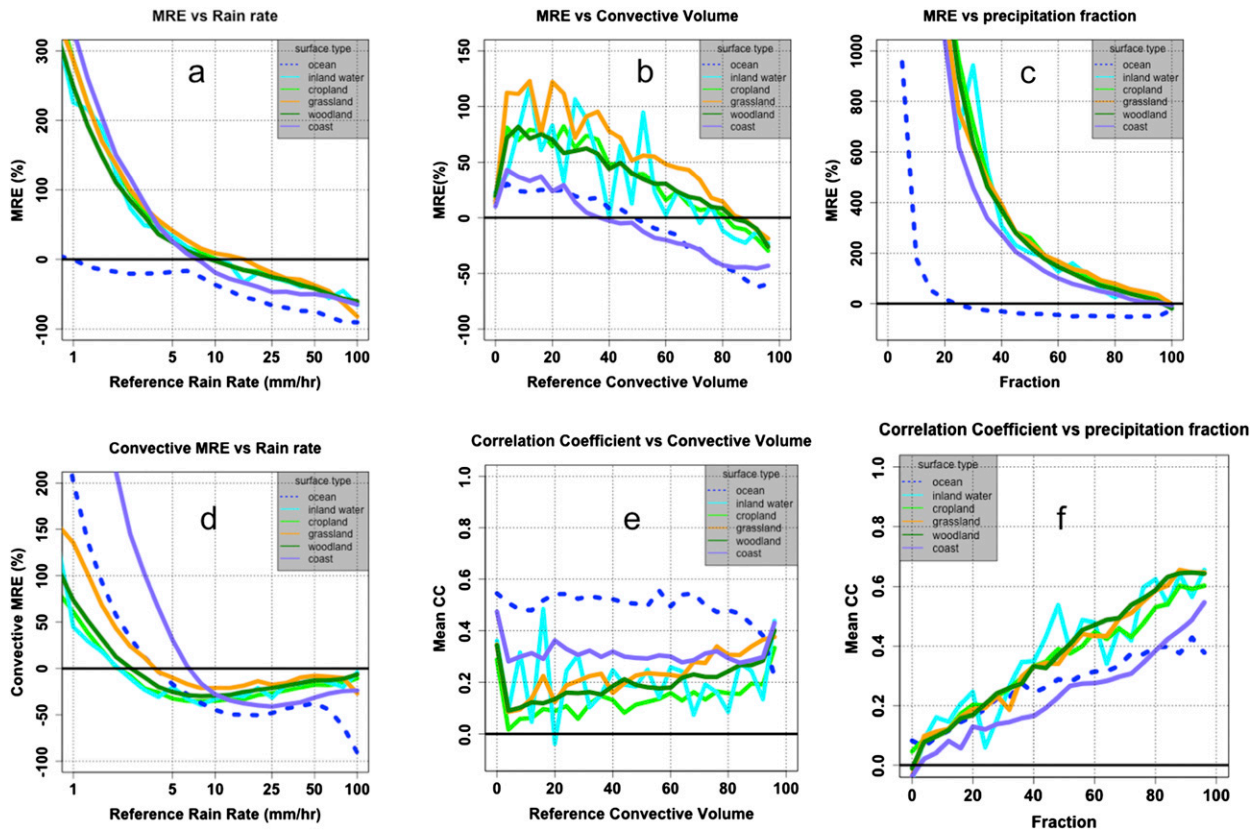 MRE vs Rain rate
MRE (%)
300
200
100
0
-100
a
surface type
ocean
inland water
cropland
grassland
woodland
coast
1 5 10 25 50 100
Reference Rain Rate (mm/hr)
MRE vs Convective Volume
MRE(%)
150
100
50
0
-50
-100
b
surface type
ocean
inland water
cropland
grassland
woodland
coast
0 20 40 60 80 100
Reference Convective Volume
MRE vs precipitation fraction
MRE (%)
1000
800
600
400
200
0
c
surface type
ocean
inland water
cropland
grassland
woodland
coast
0 20 40 60 80 100
Fraction
Convective MRE vs Rain rate
Convective MRE (%)
200
150
100
50
0
-50
-100
d
surface type
ocean
inland water
cropland
grassland
woodland
coast
1 5 10 25 50 100
Reference Rain Rate (mm/hr)
Correlation Coefficient vs Convective Volume
Mean CC
1.0
0.8
0.6
0.4
0.2
0.0
e
surface type
ocean
inland water
cropland
grassland
woodland
coast
0 20 40 60 80 100
Reference Convective Volume
Correlation Coefficient vs precipitation fraction
Mean CC
1.0
0.8
0.6
0.4
0.2
0.0
f
surface type
ocean
inland water
cropland
grassland
woodland
coast
0 20 40 60 80 100
Fraction